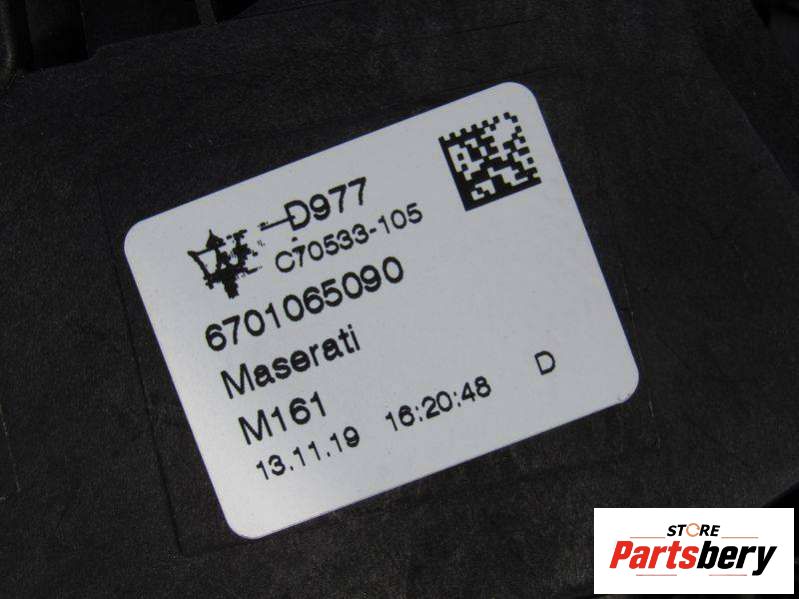 D977
C70533-105
6701065090
Maserati
M161
13.11.19 16:20:48 D
STORE
Partsbery